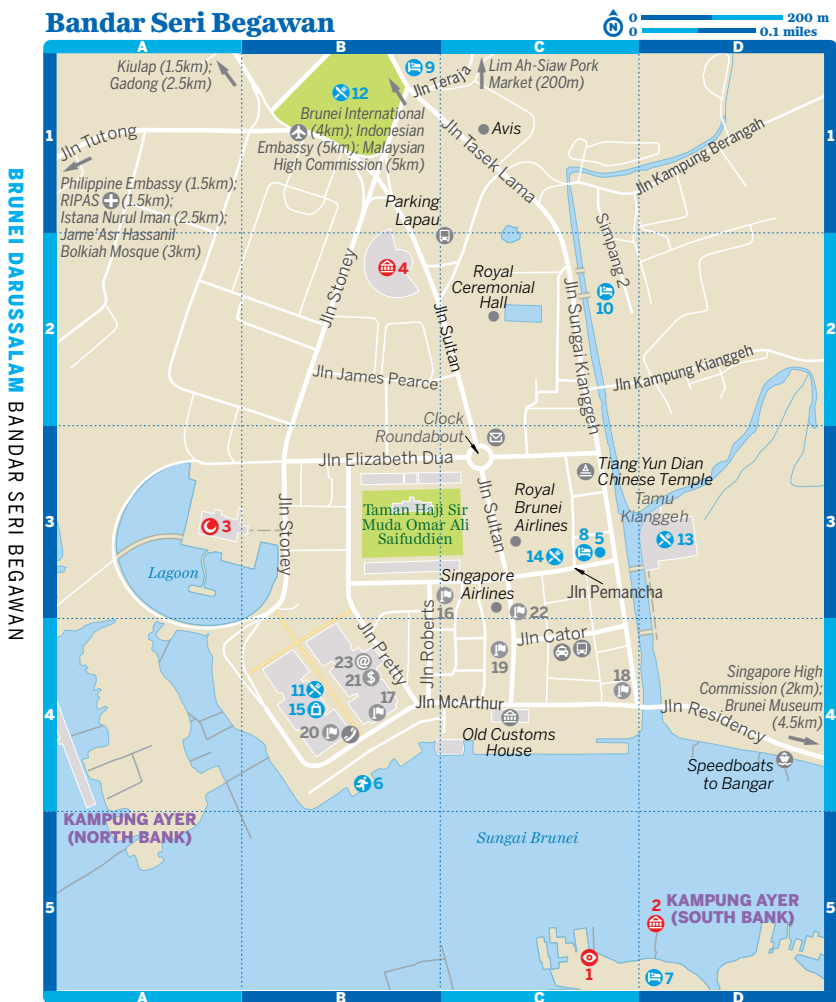 Bandar Seri Begawan
N
0 200 m
0 0.1 miles
A B C D
Kiulap (1.5km);
Gadong (2.5km)
12
9
Jln Teraja
Lim Ah-Siaw Pork
Market (200m)
1
1
Brunei International
(4km); Indonesian
Embassy (5km); Malaysian
High Commission (5km)
Avis
Jln Tutong
Jln Tasek Lama
Jln Kampung Berangah
Philippine Embassy (1.5km);
RIPAS (1.5km);
Istana Nurul Iman (2.5km);
Jame'Asr Hassanil
Bolkiah Mosque (3km)
Parking
Lapau
Simpang 2
4
Jln Stoney
Royal
Ceremonial
Hall
10
2
2
Jln Sultan
Jln Sungai Kianggeh
Jln James Pearce
Jln Kampung Kianggeh
Clock
Roundabout
Jln Elizabeth Dua
Tiang Yun Dian
Chinese Temple
Tamu
Kianggeh
Jln Stoney
3
Taman Haji Sir
Muda Omar Ali
Saifuddien
Jln Sultan
Royal
Brunei
Airlines
3
3
8 5
14
13
Lagoon
Singapore
Airlines
Jln Pemancha
16
22
Jln Roberts
Jln Cator
Jln Pretty
23 @
21 $
19
17
18
11
15
Jln McArthur
20
Singapore High
Commission (2km);
Brunei Museum
(4.5km)
4
4
Jln Residency
Old Customs
House
Speedboats
to Bangar
6
KAMPUNG AYER
(NORTH BANK)
Sungai Brunei
5
5
2
KAMPUNG AYER
(SOUTH BANK)
1
7
A B C D
BRUNEI DARUSSALAM BANDAR SERI BEGAWAN